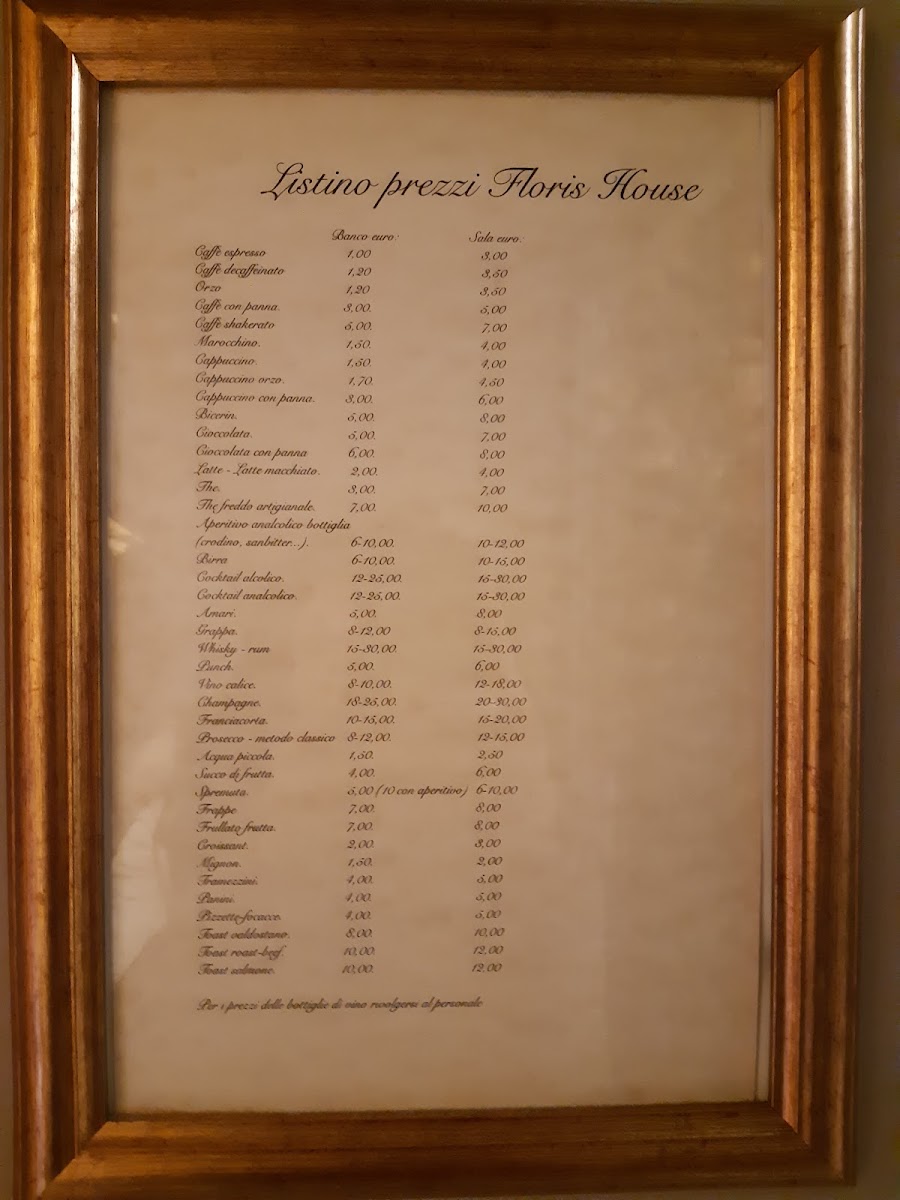 Listino prezzi Floris House
Banco euro: Sala euro:
Caffè espresso 1,00 3,00
Caffè decaffeinato 1,20 3,50
Orzo 1,20 3,50
Caffè con panna. 3,00. 5,00
Caffè shakerato 5,00. 7,00
Marocchino. 1,50. 4,00
Cappuccino. 1,50. 4,00
Cappuccino orzo. 1,70. 4,50
Cappuccino con panna. 3,00. 6,00
Bicerin. 5,00. 8,00
Cioccolata. 5,00. 7,00
Cioccolata con panna 6,00. 8,00
Latte - Latte macchiato. 2,00. 4,00
The. 3,00. 7,00
The freddo artigianale. 7,00. 10,00
Aperitivo analcolico bottiglia
(crodino, sanbitter...). 6-10,00. 10-12,00
Birra 6-10,00. 10-15,00
Cocktail alcolico. 12-25,00. 15-30,00
Cocktail analcolico. 12-25,00. 15-30,00
Amari. 5,00. 8,00
Grappa. 8-12,00 8-15,00
Whisky - rum 15-30,00. 15-30,00
Punch. 5,00. 6,00
Vino calice. 8-10,00. 12-18,00
Champagne. 18-25,00. 20-30,00
Franciacorta. 10-15,00. 15-20,00
Prosecco - metodo classico 8-12,00. 12-15,00
Acqua piccola. 1,50. 2,50
Succo di frutta. 4,00. 6,00
Spremuta. 5,00 (10 con aperitivo) 6-10,00
Frappe 7,00. 8,00
Frullato frutta. 7,00. 8,00
Croissant. 2,00. 3,00
Mignon. 1,50. 2,00
Tramezzini. 4,00. 5,00
Panini. 4,00. 5,00
Pizzette-focacce. 4,00. 5,00
Toast valdostano. 8,00. 10,00
Toast roast-beef. 10,00. 12,00
Toast salmone. 10,00. 12,00
Per i prezzi delle bottiglie di vino rivolgersi al personale